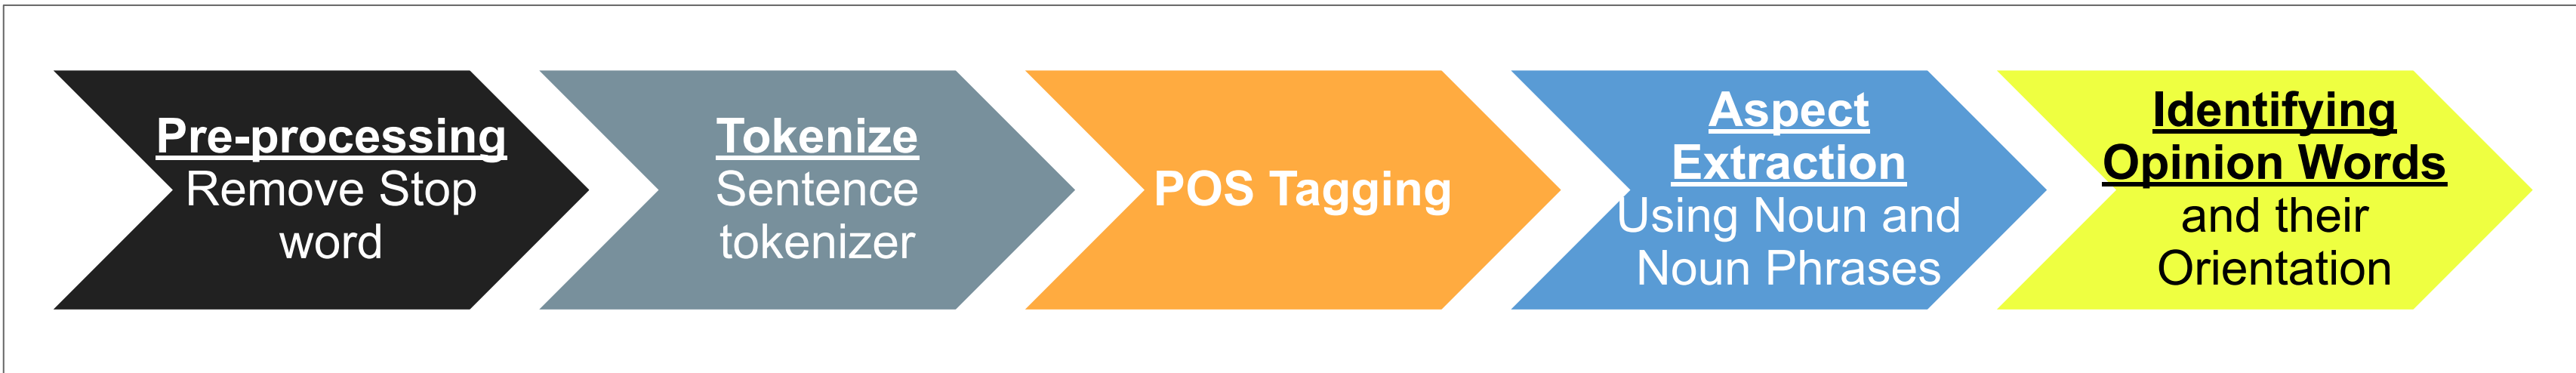 Pre-processing
Remove Stop
word
Tokenize
Sentence
tokenizer
POS Tagging
Aspect
Extraction
Using Noun and
Noun Phrases
Identifying
Opinion Words
and their
Orientation